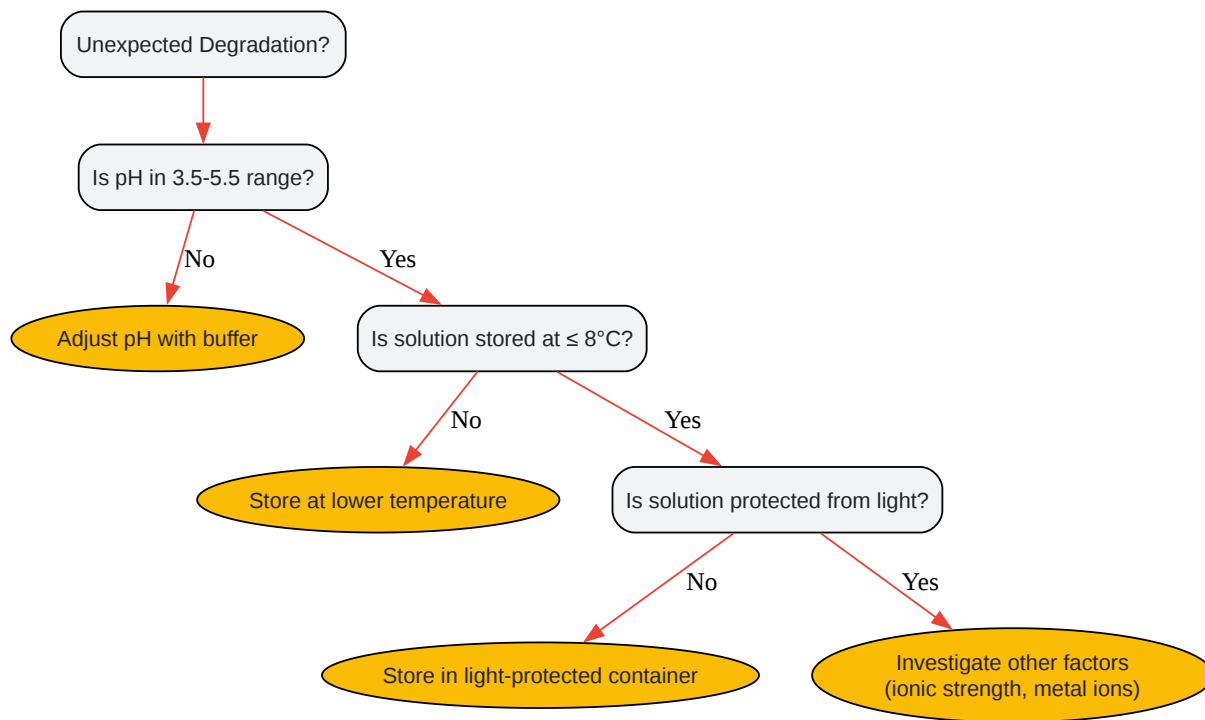 Unexpected Degradation?
Is pH in 3.5-5.5 range?
No
Yes
Adjust pH with buffer
Is solution stored at ≤ 8°C?
No
Yes
Store at lower temperature
Is solution protected from light?
No
Yes
Store in light-protected container
Investigate other factors
(ionic strength, metal ions)